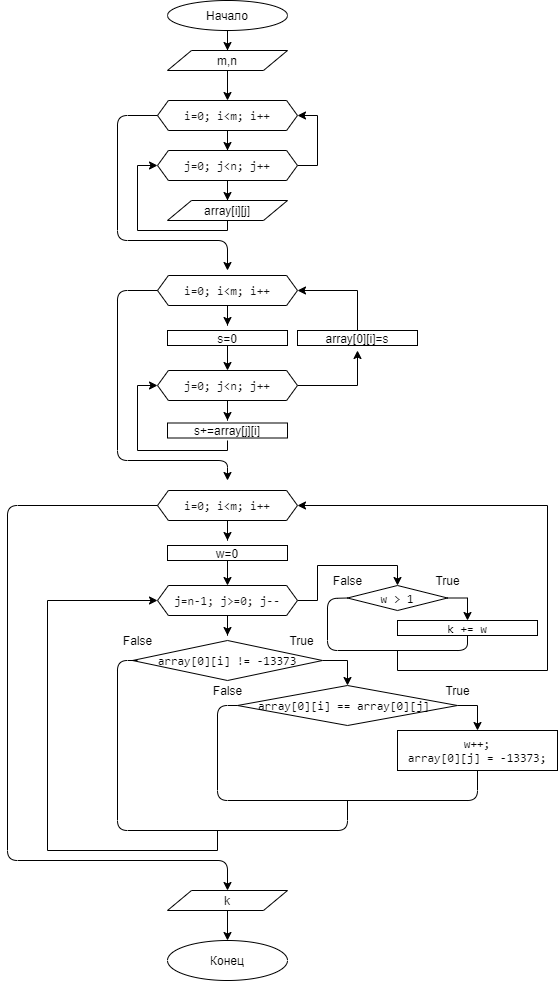 Начало
m,n
i=0; i<m; i++
j=0; j<n; j++
array[i][j]
i=0; i<m; i++
s=0
array[0][i]=s
j=0; j<n; j++
s+=array[j][i]
i=0; i<m; i++
w=0
False
True
j=n-1; j>=0; j--
w > 1
k += w
False
True
array[0][i] != -13373
False
True
array[0][i] == array[0][j]
w++;
array[0][j] = -13373;
k
Конец